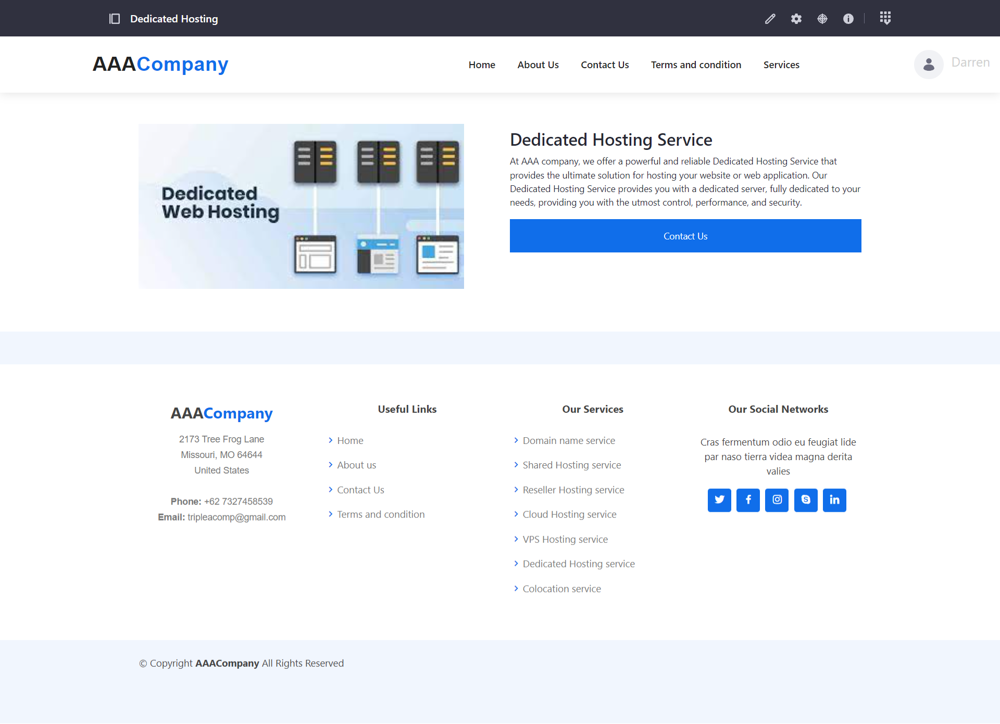 Dedicated Hosting
AAACompany
Home About Us Contact Us Terms and condition Services
Darren
Dedicated
Web Hosting
Dedicated Hosting Service
At AAA company, we offer a powerful and reliable Dedicated Hosting Service that
provides the ultimate solution for hosting your website or web application. Our
Dedicated Hosting Service provides you with a dedicated server, fully dedicated to your
needs, providing you with the utmost control, performance, and security.
Contact Us
AAACompany
2173 Tree Frog Lane
Missouri, MO 64644
United States
Phone: +62 7327458539
Email: tripleacomp@gmail.com
Useful Links
Home
About us
Contact Us
Terms and condition
Our Services
Domain name service
Shared Hosting service
Reseller Hosting service
Cloud Hosting service
VPS Hosting service
Dedicated Hosting service
Colocation service
Our Social Networks
Cras fermentum odio eu feugiat lide
par naso tierra videa magna derita
valies
© Copyright AAACompany All Rights Reserved